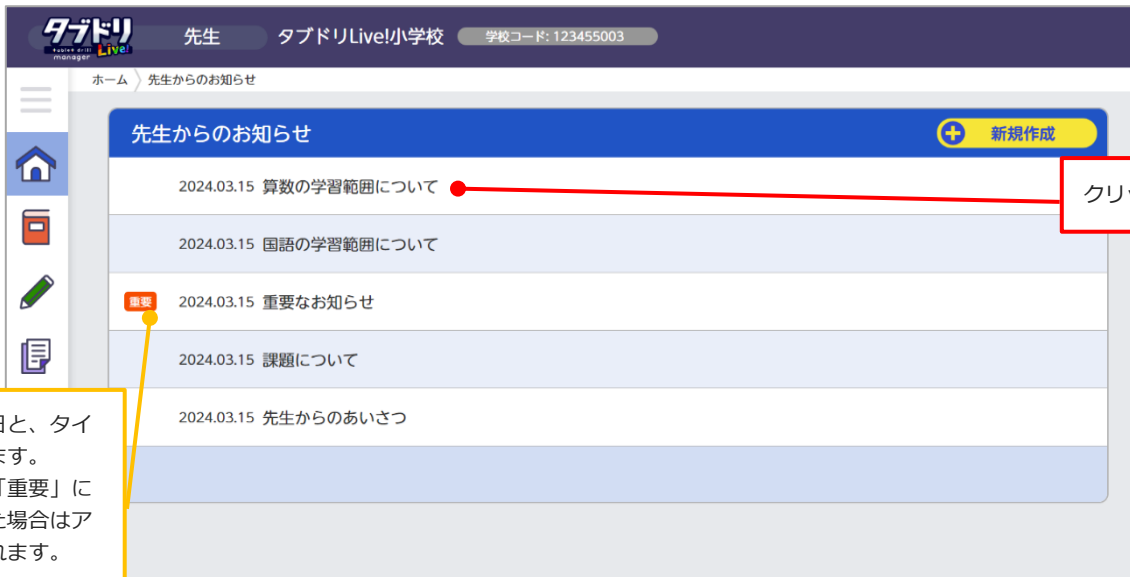 タブドリ
Live!
tablet drill
manager
先生 タブドリLive!小学校 学校コード: 123455003
ホーム 〉 先生からのお知らせ
先生からのお知らせ 新規作成
2024.03.15 算数の学習範囲について
クリ
2024.03.15 国語の学習範囲について
重要 2024.03.15 重要なお知らせ
2024.03.15 課題について
2024.03.15 先生からのあいさつ
と、タイ
ます。
「重要」に
場合はア
れます。